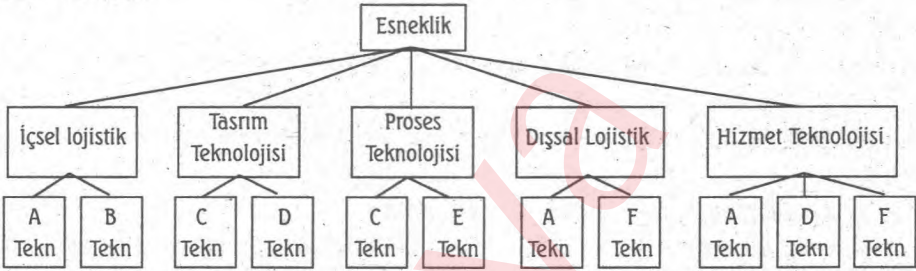 Esneklik
İçsel lojistik
Tasrım
Teknolojisi
Proses
Teknolojisi
Dışsal Lojistik
Hizmet Teknolojisi
A
Tekn
B
Tekn
C
Tekn
D
Tekn
C
Tekn
E
Tekn
A
Tekn
F
Tekn
A
Tekn
D
Tekn
F
Tekn